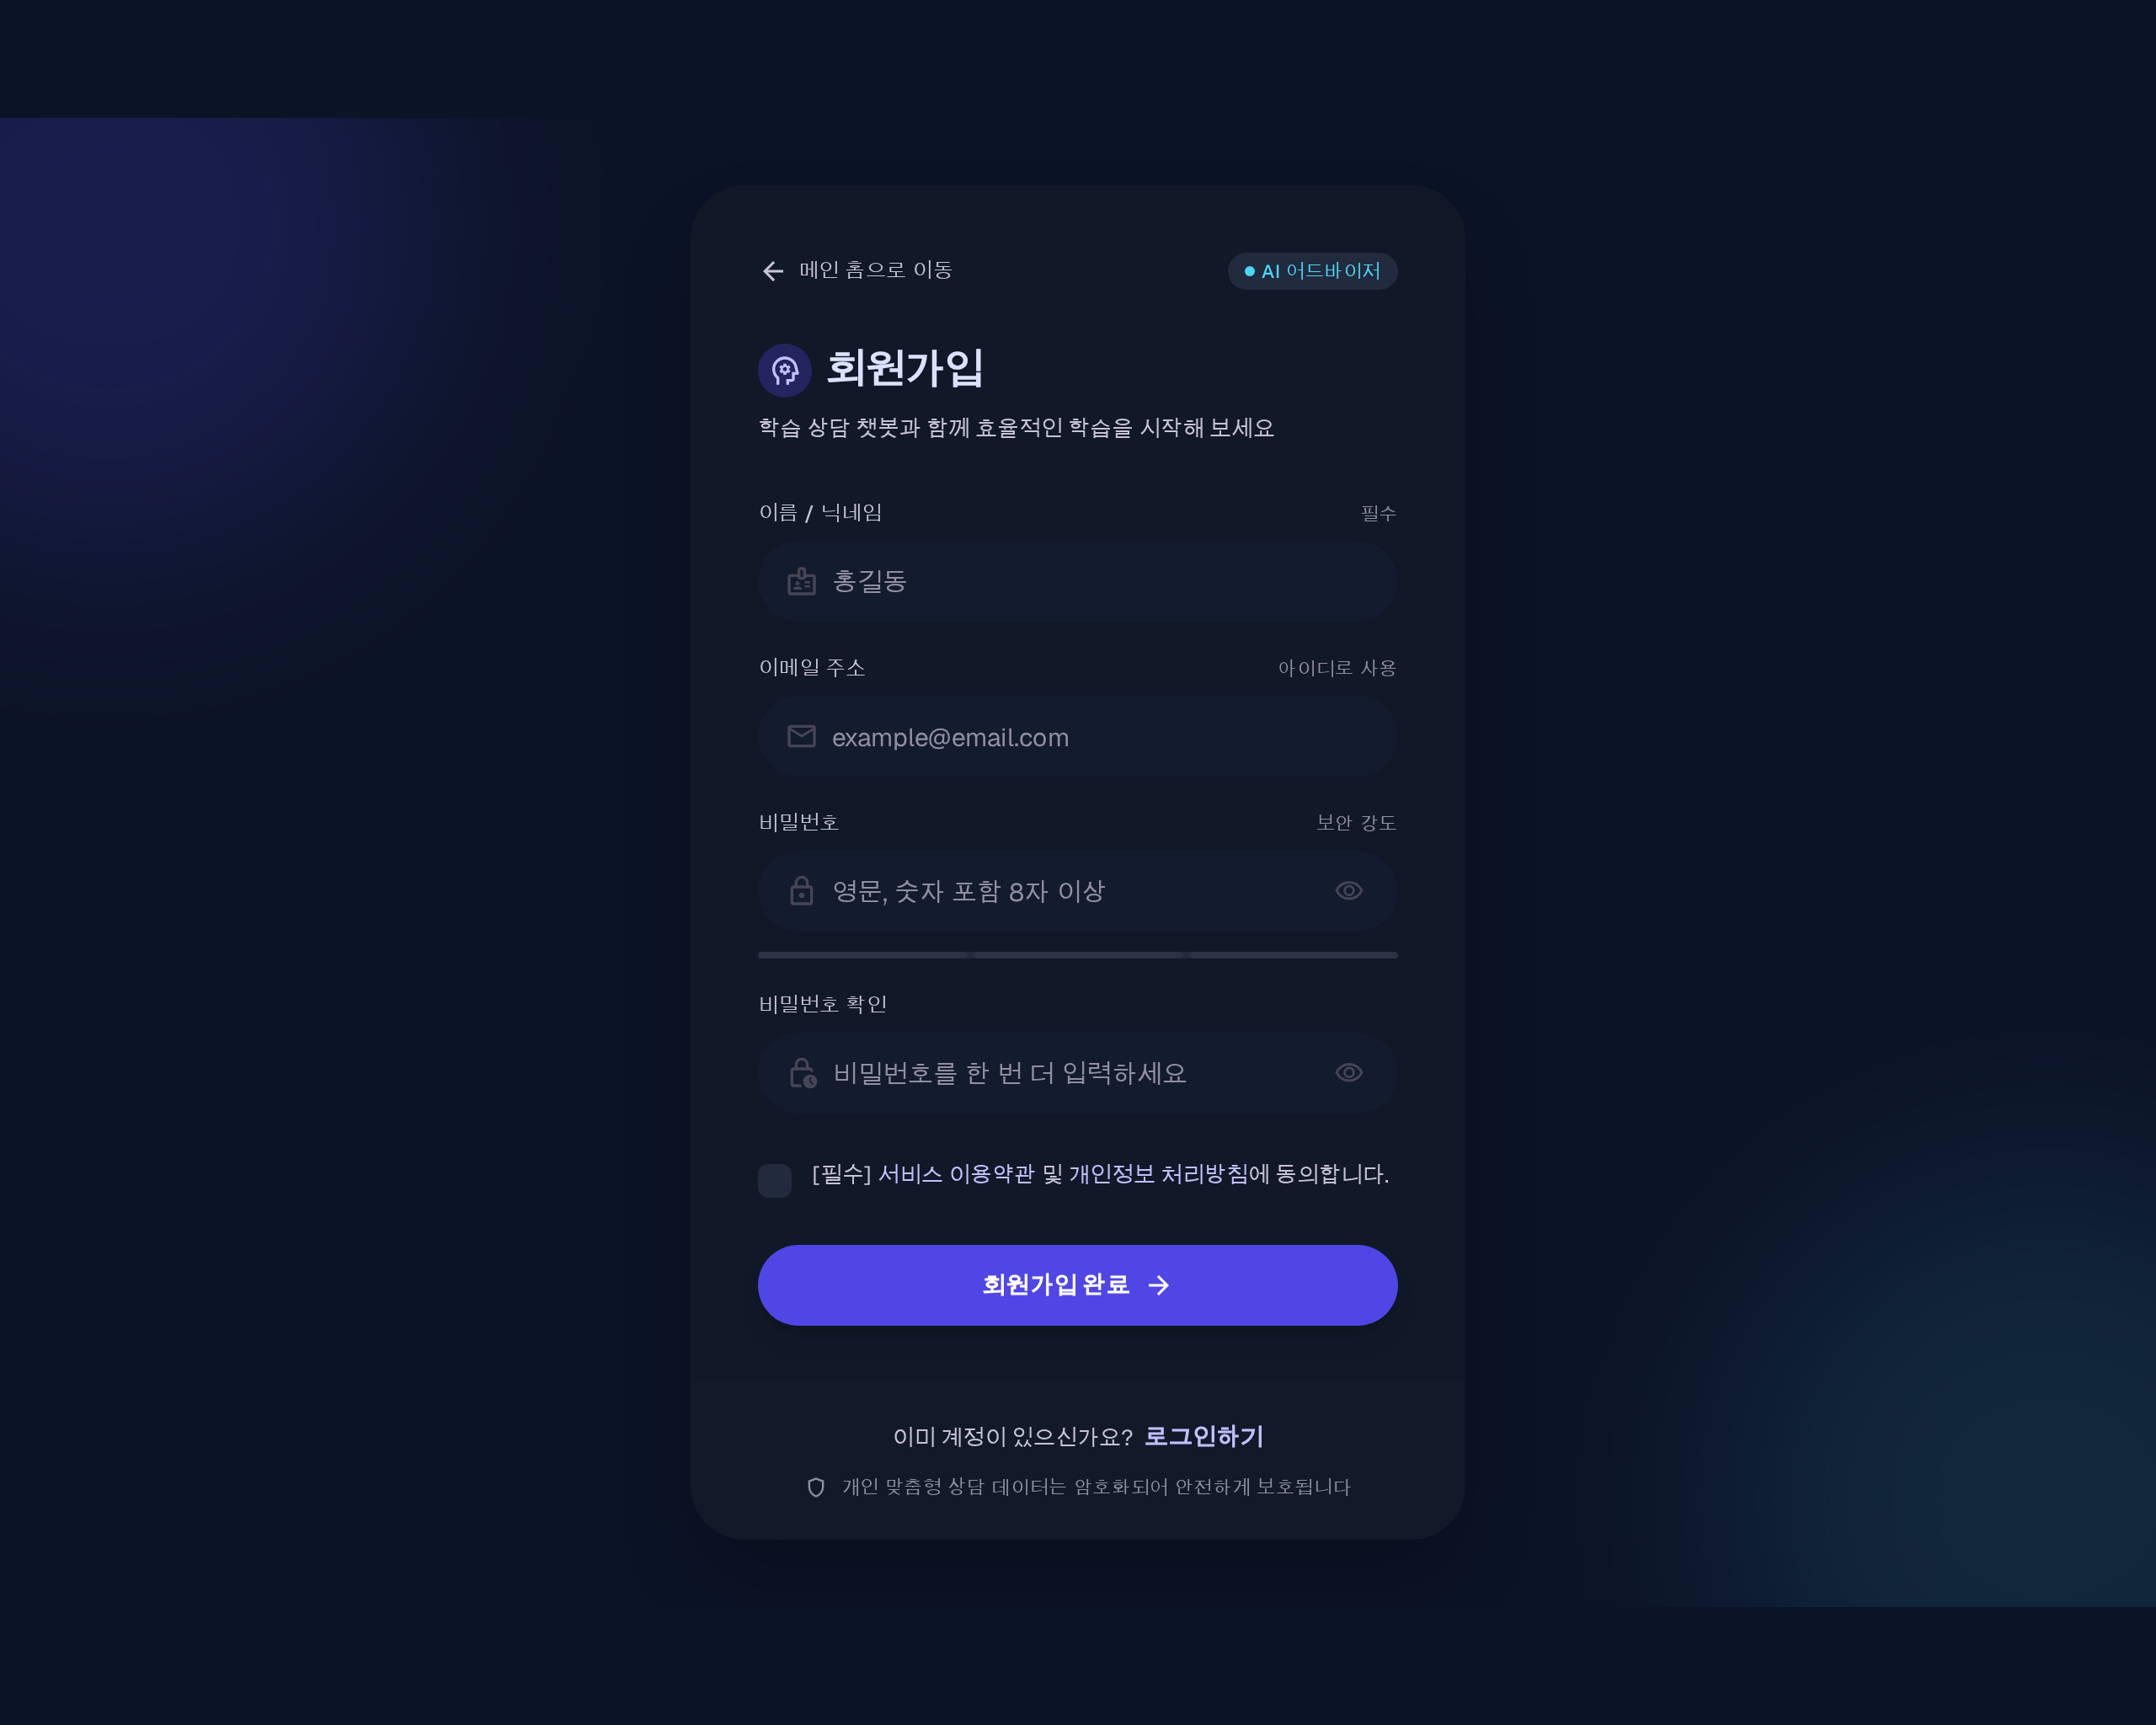 메인 홈으로 이동
AI 어드바이저
회원가입
학습 상담 챗봇과 함께 효율적인 학습을 시작해 보세요
이름 / 닉네임
필수
홍길동
이메일 주소
아이디로 사용
example@email.com
비밀번호
보안 강도
영문, 숫자 포함 8자 이상
비밀번호 확인
비밀번호를 한 번 더 입력하세요
[필수] 서비스 이용약관 및 개인정보 처리방침에 동의합니다.
회원가입 완료
이미 계정이 있으신가요? 로그인하기
개인 맞춤형 상담 데이터는 암호화되어 안전하게 보호됩니다